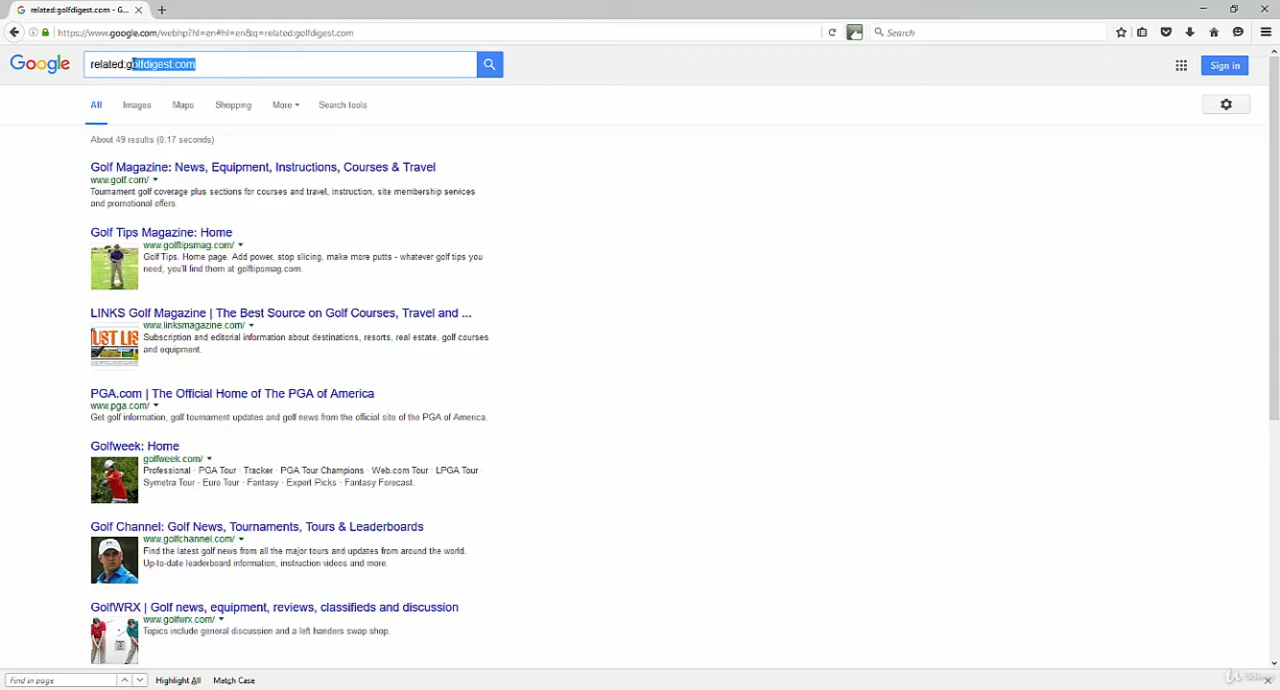 related:golfdigest.com - G...
https://www.google.com/webhp?hl=en#hl=en&q=related:golfdigest.com
Search
Google
related:golfdigest.com
Sign in
All Images Maps Shopping More Search tools
About 49 results (0.17 seconds)
Golf Magazine: News, Equipment, Instructions, Courses & Travel
www.golf.com/
Tournament golf coverage plus sections for courses and travel, instruction, site membership services
and promotional offers.
Golf Tips Magazine: Home
www.golftipsmag.com/
Golf Tips. Home page. Add power, stop slicing, make more putts - whatever golf tips you
need, you'll find them at golftipsmag.com.
LINKS Golf Magazine | The Best Source on Golf Courses, Travel and ...
www.linksmagazine.com/
UST LIS
Subscription and editorial information about destinations, resorts, real estate, golf courses
and equipment.
PGA.com | The Official Home of The PGA of America
www.pga.com/
Get golf information, golf tournament updates and golf news from the official site of the PGA of America.
Golfweek: Home
golfweek.com/
Professional · PGA Tour · Tracker · PGA Tour Champions · Web.com Tour · LPGA Tour ·
Symetra Tour · Euro Tour · Fantasy · Expert Picks · Fantasy Forecast.
Golf Channel: Golf News, Tournaments, Tours & Leaderboards
www.golfchannel.com/
Find the latest golf news from all the major tours and updates from around the world.
Up-to-date leaderboard information, instruction videos and more.
GolfWRX | Golf news, equipment, reviews, classifieds and discussion
www.golfwrx.com/
Topics include general discussion and a left handers swap shop.
Find in page Highlight All Match Case
Udemy